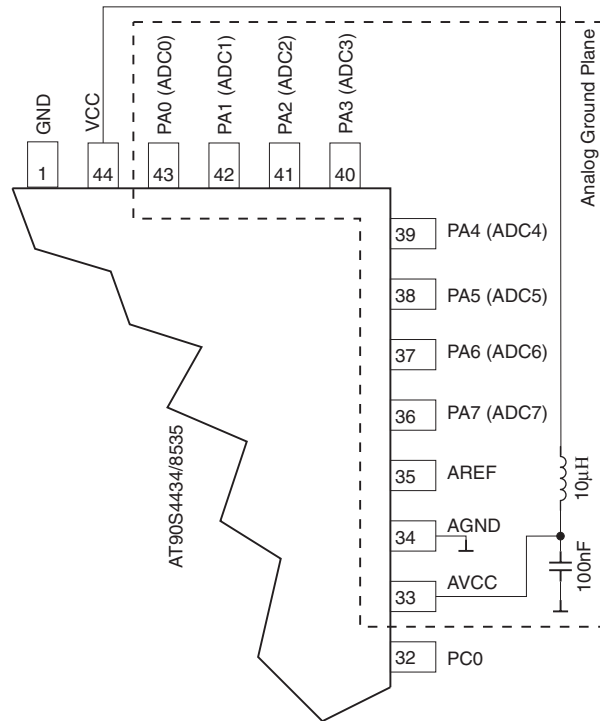 GND
VCC
PA0 (ADC0)
PA1 (ADC1)
PA2 (ADC2)
PA3 (ADC3)
Analog Ground Plane
1
44
43
42
41
40
39
PA4 (ADC4)
38
PA5 (ADC5)
37
PA6 (ADC6)
36
PA7 (ADC7)
35
AREF
10µH
34
AGND
AT90S4434/8535
100nF
33
AVCC
32
PC0